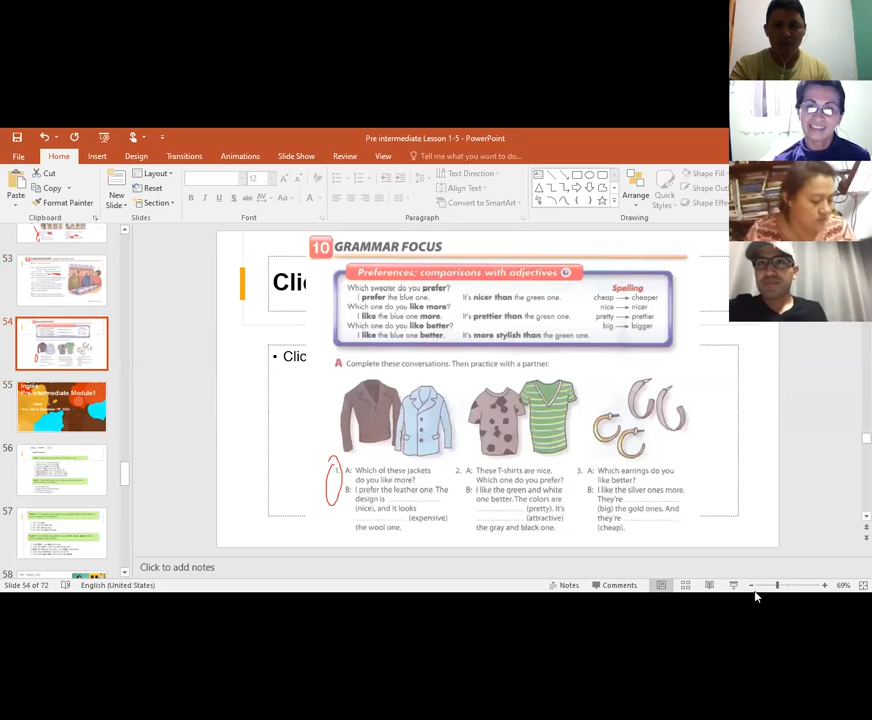 Pre intermediate Lesson 1-5 - PowerPoint
File Home Insert Design Transitions Animations Slide Show Review View Tell me what you want to do...
Paste
Cut
Copy
Format Painter
Clipboard
New Slide
Layout
Reset
Section
Slides
12
Font
Text Direction
Align Text
Convert to SmartArt
Paragraph
Arrange
Quick Styles
Shape Fill
Shape Out
Shape Effe
Drawing
53
54
55
Inglés
Pre-intermediate Module1
56
57
58
Clic
• Clic
10 GRAMMAR FOCUS
Preferences; comparisons with adjectives
Which sweater do you prefer?
I prefer the blue one. It's nicer than the green one.
Which one do you like more?
I like the blue one more. It's prettier than the green one.
Which one do you like better?
I like the blue one better. It's more stylish than the green one.
Spelling
cheap → cheaper
nice → nicer
pretty → prettier
big → bigger
A Complete these conversations. Then practice with a partner.
1. A: Which of these jackets
do you like more?
B: I prefer the leather one. The
design is
(nice), and it looks
(expensive)
the wool one.
2. A: These T-shirts are nice.
Which one do you prefer?
B: I like the green and white
one better. The colors are
(pretty). It's
(attractive)
the gray and black one.
3. A: Which earrings do you
like better?
B: I like the silver ones more.
They're
(big) the gold ones. And
they're
(cheap).
Click to add notes
Slide 54 of 72 English (United States) Notes Comments 69%